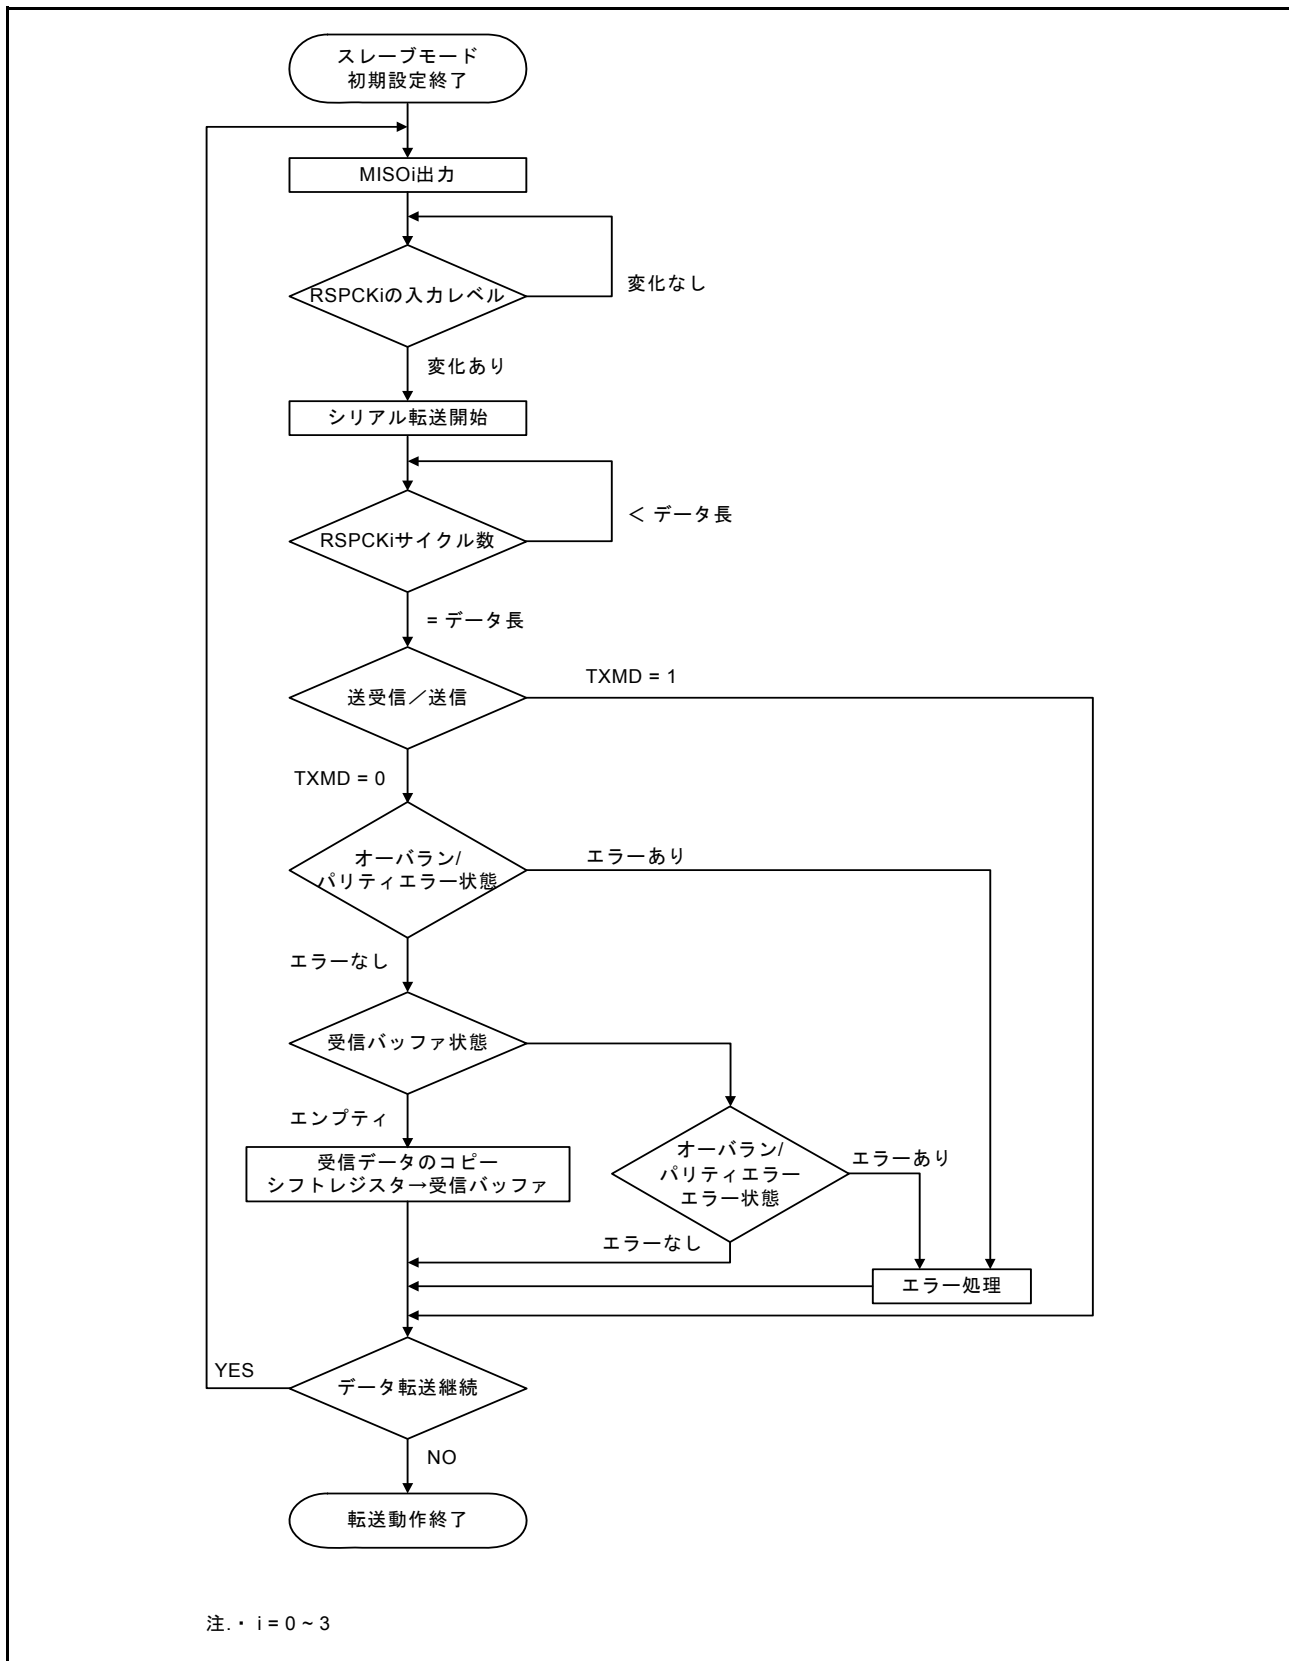 スレーブモード
初期設定終了
MISOi出力
RSPCKiの入力レベル
変化なし
変化あり
シリアル転送開始
RSPCKiサイクル数
＜ データ長
= データ長
送受信／送信
TXMD = 1
TXMD = 0
オーバラン/
パリティエラー状態
エラーあり
エラーなし
受信バッファ状態
エンプティ
受信データのコピー
シフトレジスタ→受信バッファ
オーバラン/
パリティエラー
エラー状態
エラーあり
エラーなし
エラー処理
YES
データ転送継続
NO
転送動作終了
注.・ i = 0 ~ 3